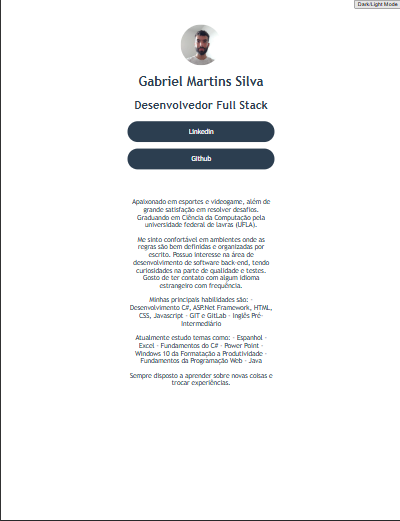 Dark/Light Mode
Gabriel Martins Silva
Desenvolvedor Full Stack
Linkedin
Github
Apaixonado em esportes e videogame, além de
grande satisfação em resolver desafios.
Graduando em Ciência da Computação pela
universidade federal de lavras (UFLA).
Me sinto confortável em ambientes onde as
regras são bem definidas e organizadas por
escrito. Possuo interesse na área de
desenvolvimento de software back-end, tendo
curiosidades na parte de qualidade e testes.
Gosto de ter contato com algum idioma
estrangeiro com frequência.
Minhas principais habilidades são: -
Desenvolvimento C#, ASP.Net Framework, HTML,
CSS, Javascript - GIT e GitLab - Inglês Pré-
Intermediário
Atualmente estudo temas como: - Espanhol -
Excel - Fundamentos do C# - Power Point -
Windows 10 da Formatação a Produtividade -
Fundamentos da Programação Web - Java
Sempre disposto a aprender sobre novas coisas e
trocar experiências.